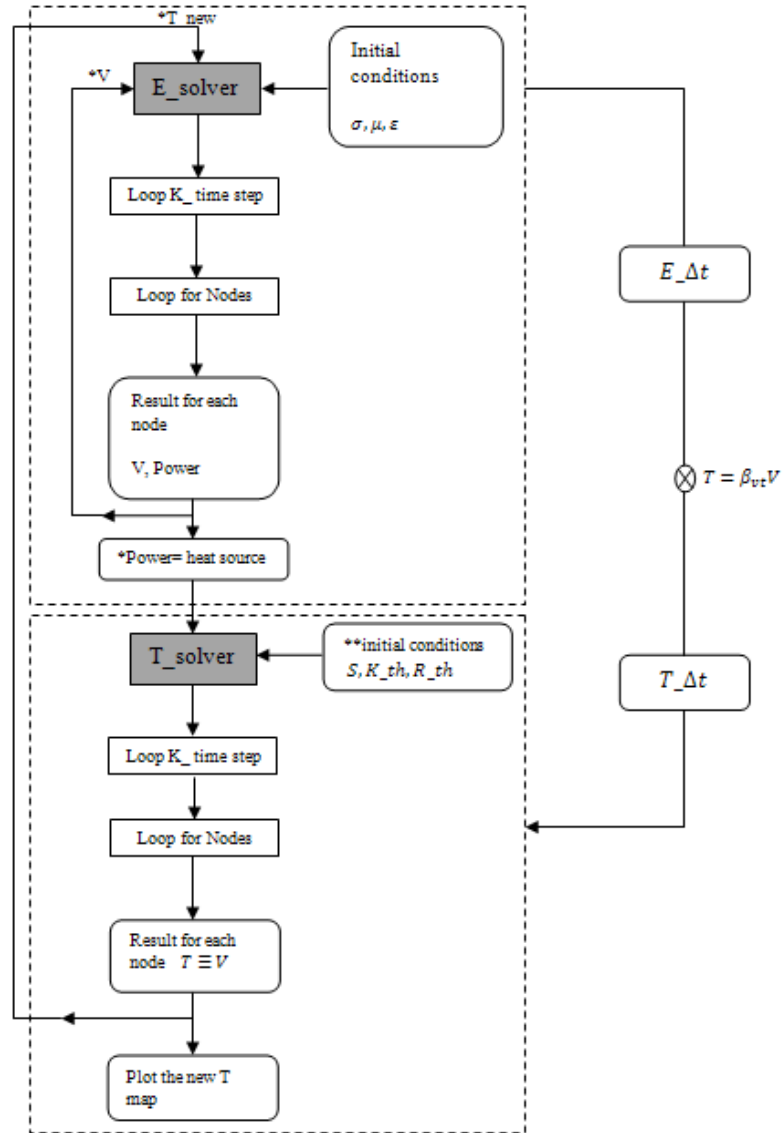 *T_new
*V
E_solver
Initial
conditions
σ, μ, ε
Loop K_ time step
Loop for Nodes
Result for each
node
V, Power
*Power= heat source
E_Δt
T = β_vt V
T_Δt
T_solver
**initial conditions
S, K_th, R_th
Loop K_ time step
Loop for Nodes
Result for each
node T ≡ V
Plot the new T
map